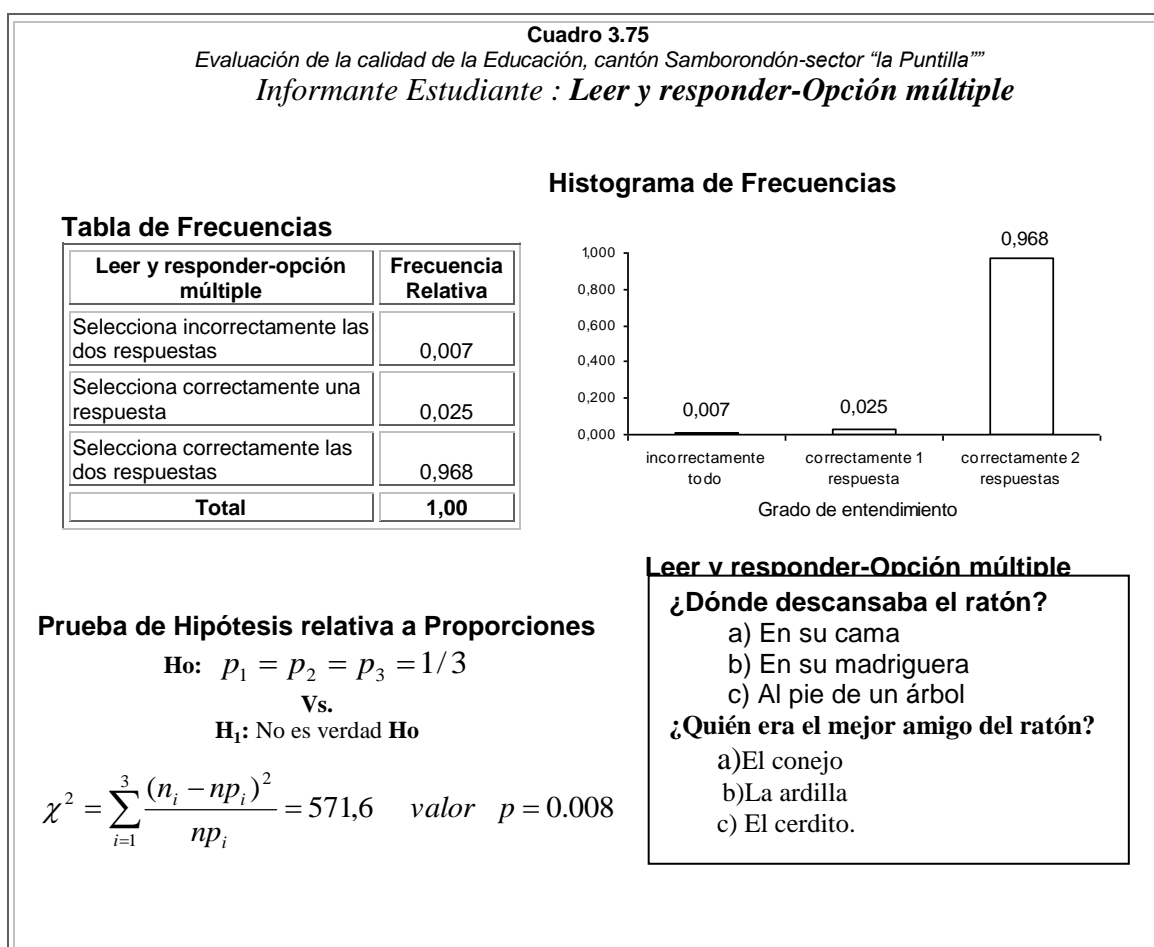 Cuadro 3.75
Evaluación de la calidad de la Educación, cantón Samborondón-sector “la Puntilla””
Informante Estudiante : Leer y responder-Opción múltiple
Histograma de Frecuencias
Tabla de Frecuencias
Leer y responder-opción
múltiple
Frecuencia
Relativa
Selecciona incorrectamente las
dos respuestas
0,007
Selecciona correctamente una
respuesta
0,025
Selecciona correctamente las
dos respuestas
0,968
Total
1,00
1,000
0,800
0,600
0,400
0,200
0,000
0,007
0,025
0,968
incorrectamente
todo
correctamente 1
respuesta
correctamente 2
respuestas
Grado de entendimiento
Prueba de Hipótesis relativa a Proporciones
Ho: p₁ = p₂ = p₃ = 1/3
Vs.
H₁: No es verdad Ho
χ² = ∑ᵢ₌₁³ (nᵢ − npᵢ)² / npᵢ = 571,6 valor p = 0.008
Leer y responder-Opción múltiple
¿Dónde descansaba el ratón?
a) En su cama
b) En su madriguera
c) Al pie de un árbol
¿Quién era el mejor amigo del ratón?
a)El conejo
b)La ardilla
c) El cerdito.